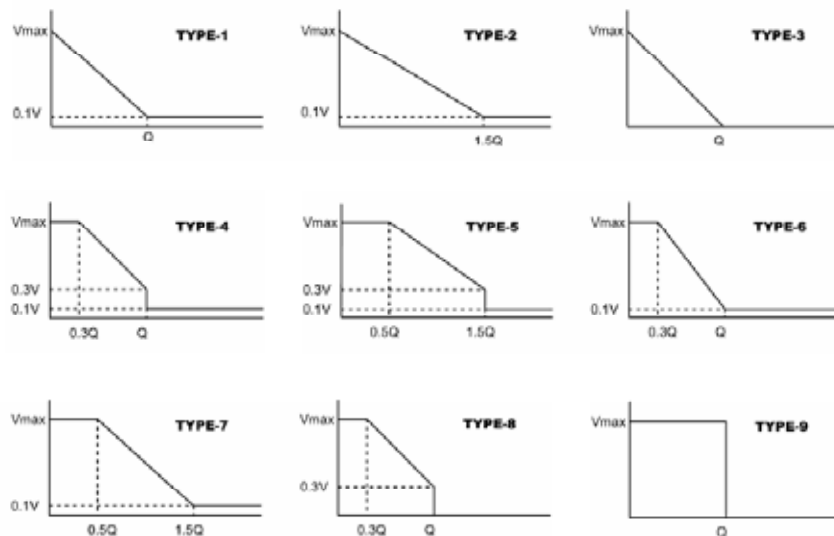 Vmax TYPE-1
0.1V
Q
Vmax TYPE-2
0.1V
1.5Q
Vmax TYPE-3
Q
Vmax TYPE-4
0.3V
0.1V
0.3Q Q
Vmax TYPE-5
0.3V
0.1V
0.5Q 1.5Q
Vmax TYPE-6
0.1V
0.3Q Q
Vmax TYPE-7
0.1V
0.5Q 1.5Q
Vmax TYPE-8
0.3V
0.3Q Q
Vmax TYPE-9
Q